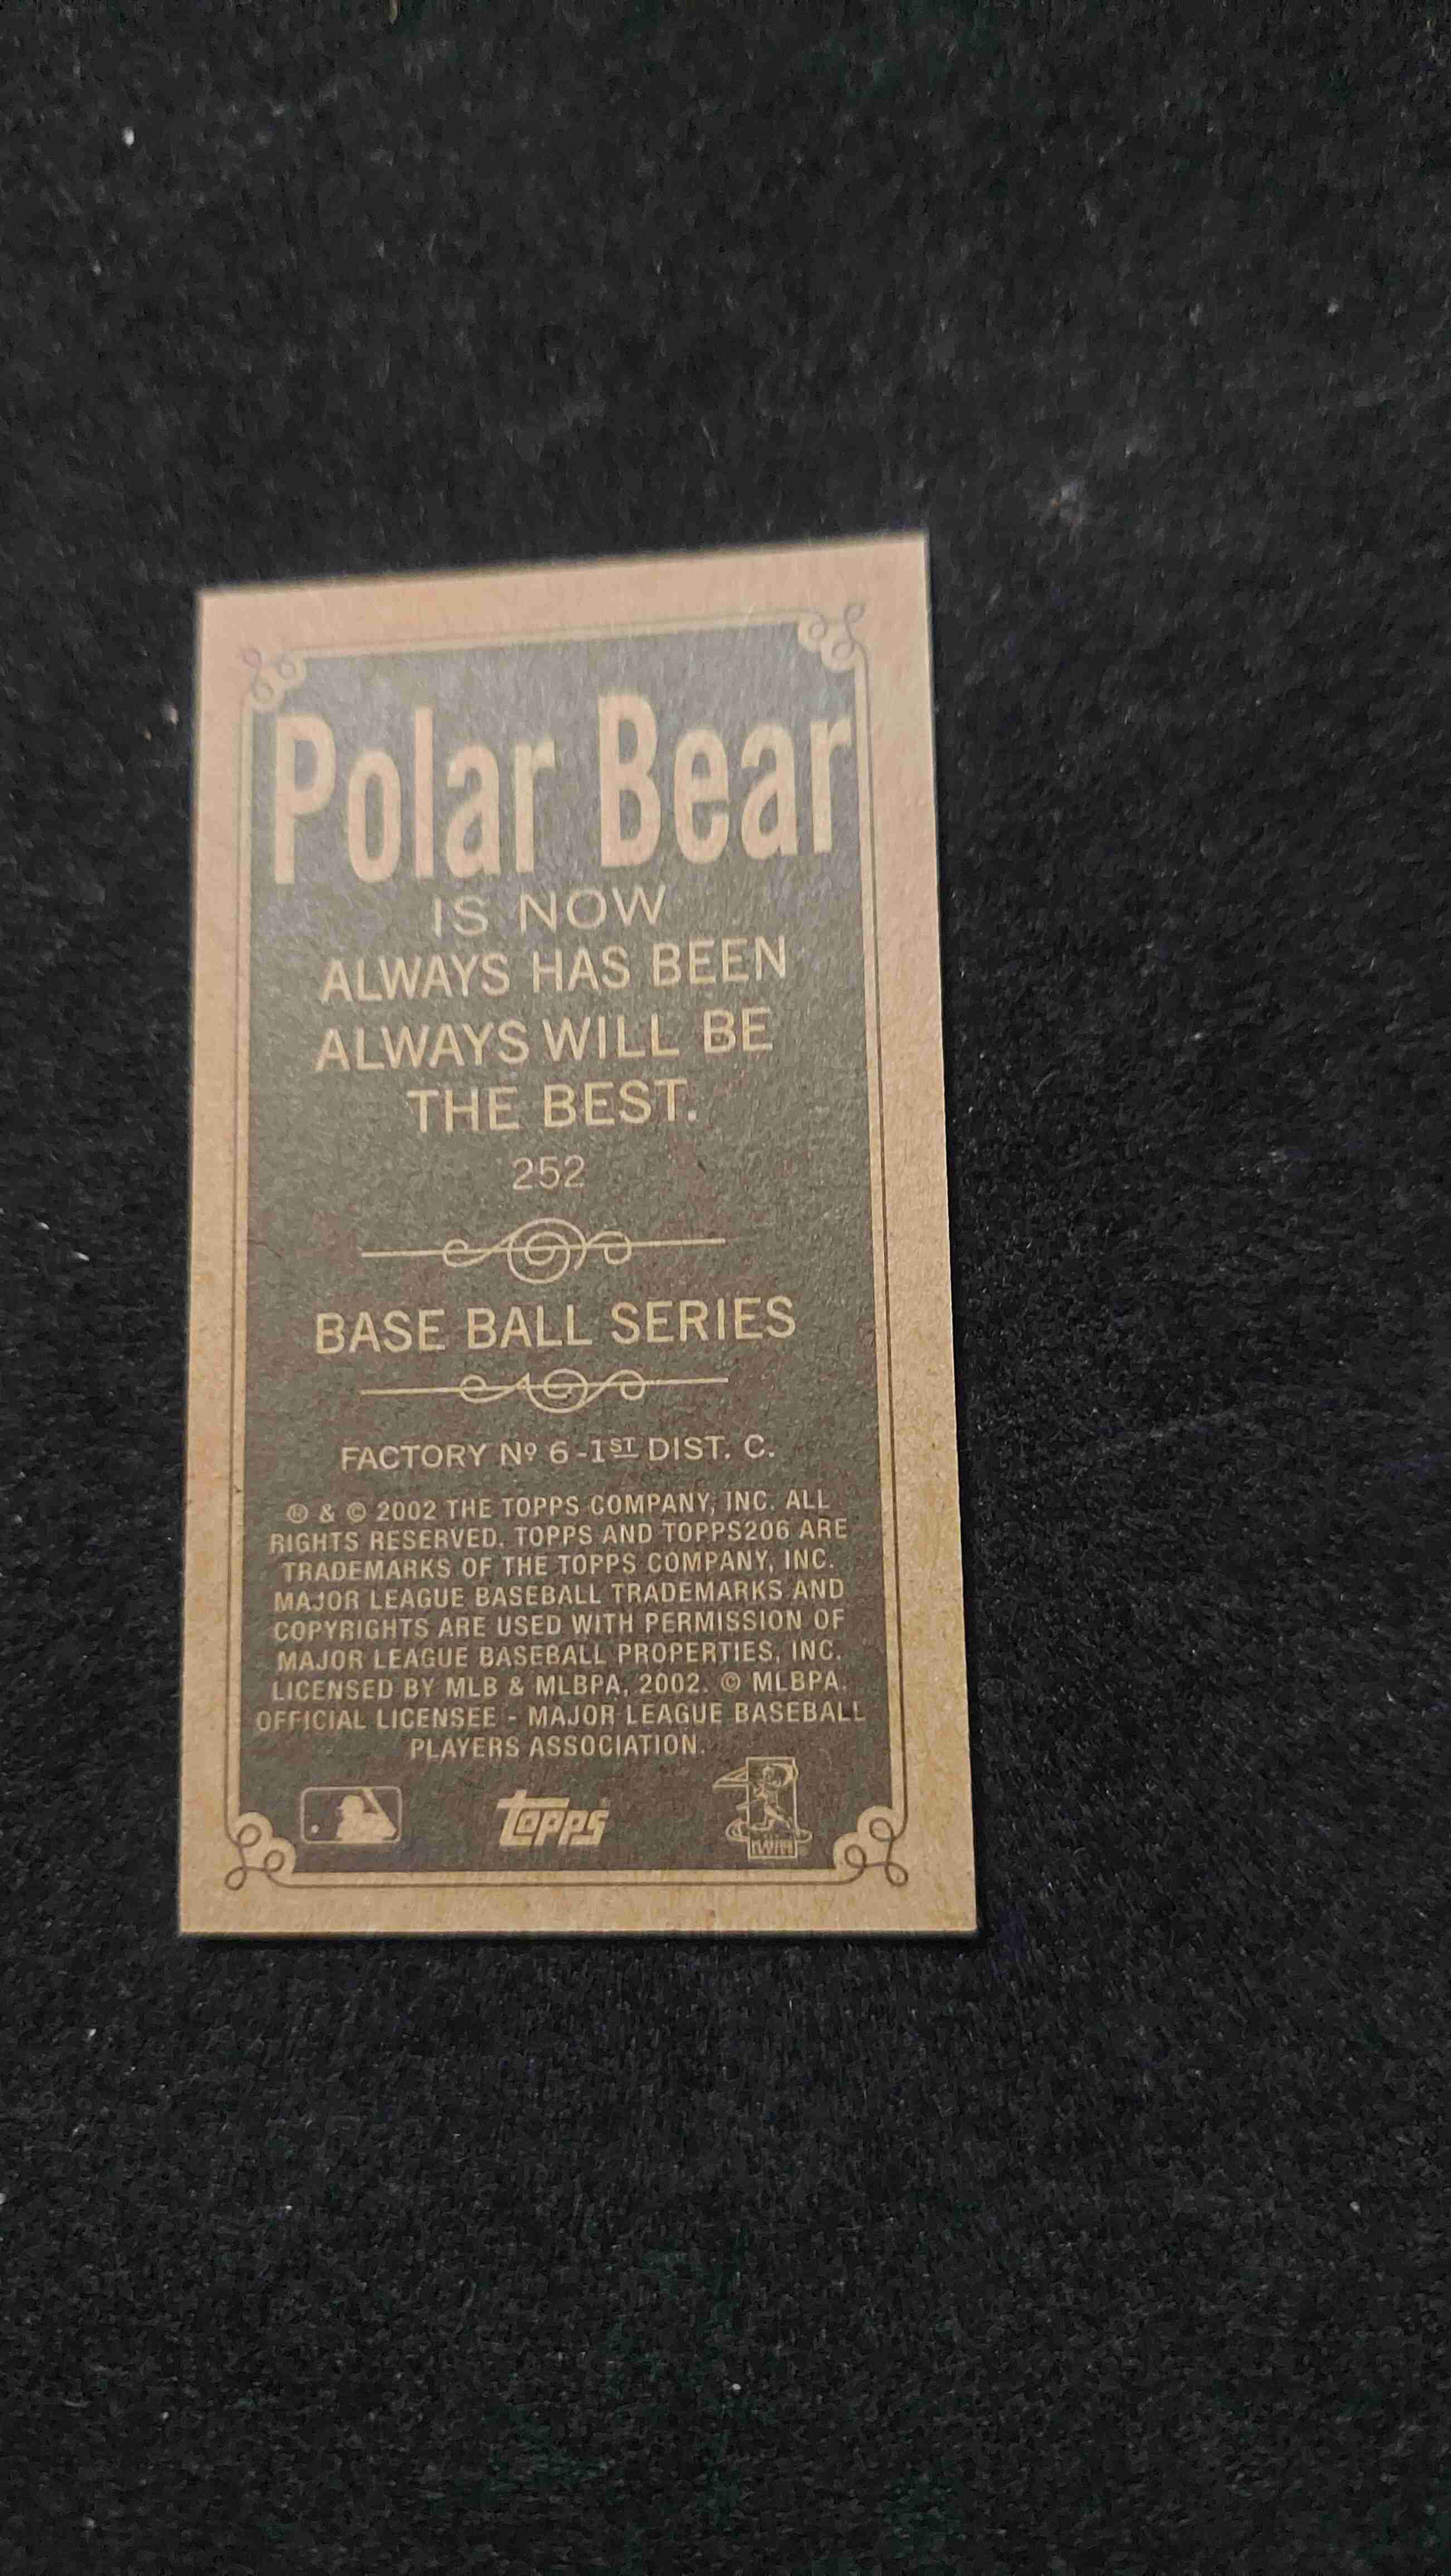 Polar Bear
IS NOW
ALWAYS HAS BEEN
ALWAYS WILL BE
THE BEST.
252
BASE BALL SERIES
FACTORY Nº 6-1ST DIST. C.
® & © 2002 THE TOPPS COMPANY, INC. ALL
RIGHTS RESERVED. TOPPS AND TOPPS206 ARE
TRADEMARKS OF THE TOPPS COMPANY, INC.
MAJOR LEAGUE BASEBALL TRADEMARKS AND
COPYRIGHTS ARE USED WITH PERMISSION OF
MAJOR LEAGUE BASEBALL PROPERTIES, INC.
LICENSED BY MLB & MLBPA, 2002. © MLBPA.
OFFICIAL LICENSEE - MAJOR LEAGUE BASEBALL
PLAYERS ASSOCIATION.
topps